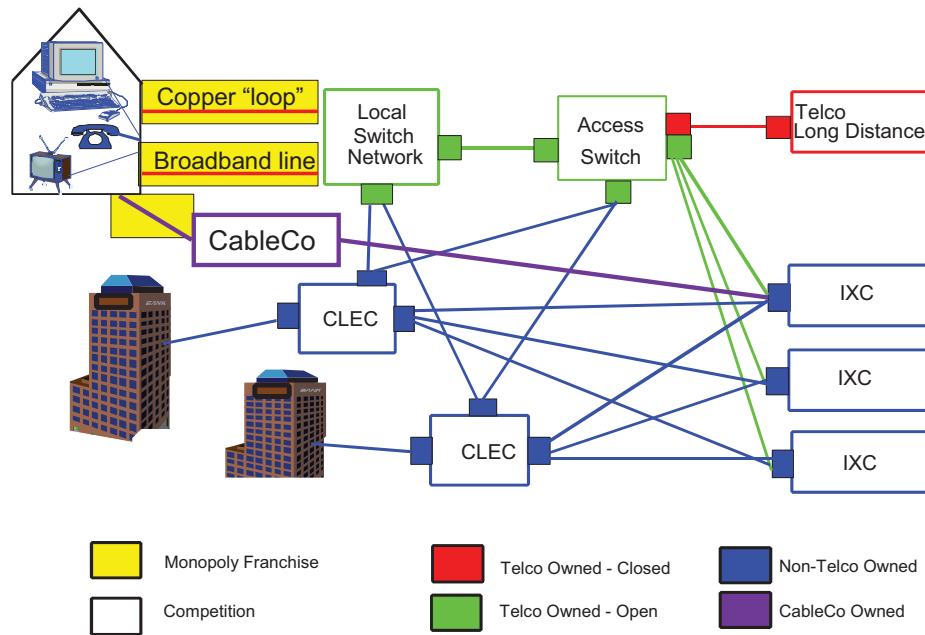 Copper “loop”
Broadband line
Local
Switch
Network
Access
Switch
Telco
Long Distance
CableCo
CLEC
CLEC
IXC
IXC
IXC
Monopoly Franchise
Competition
Telco Owned - Closed
Telco Owned - Open
Non-Telco Owned
CableCo Owned